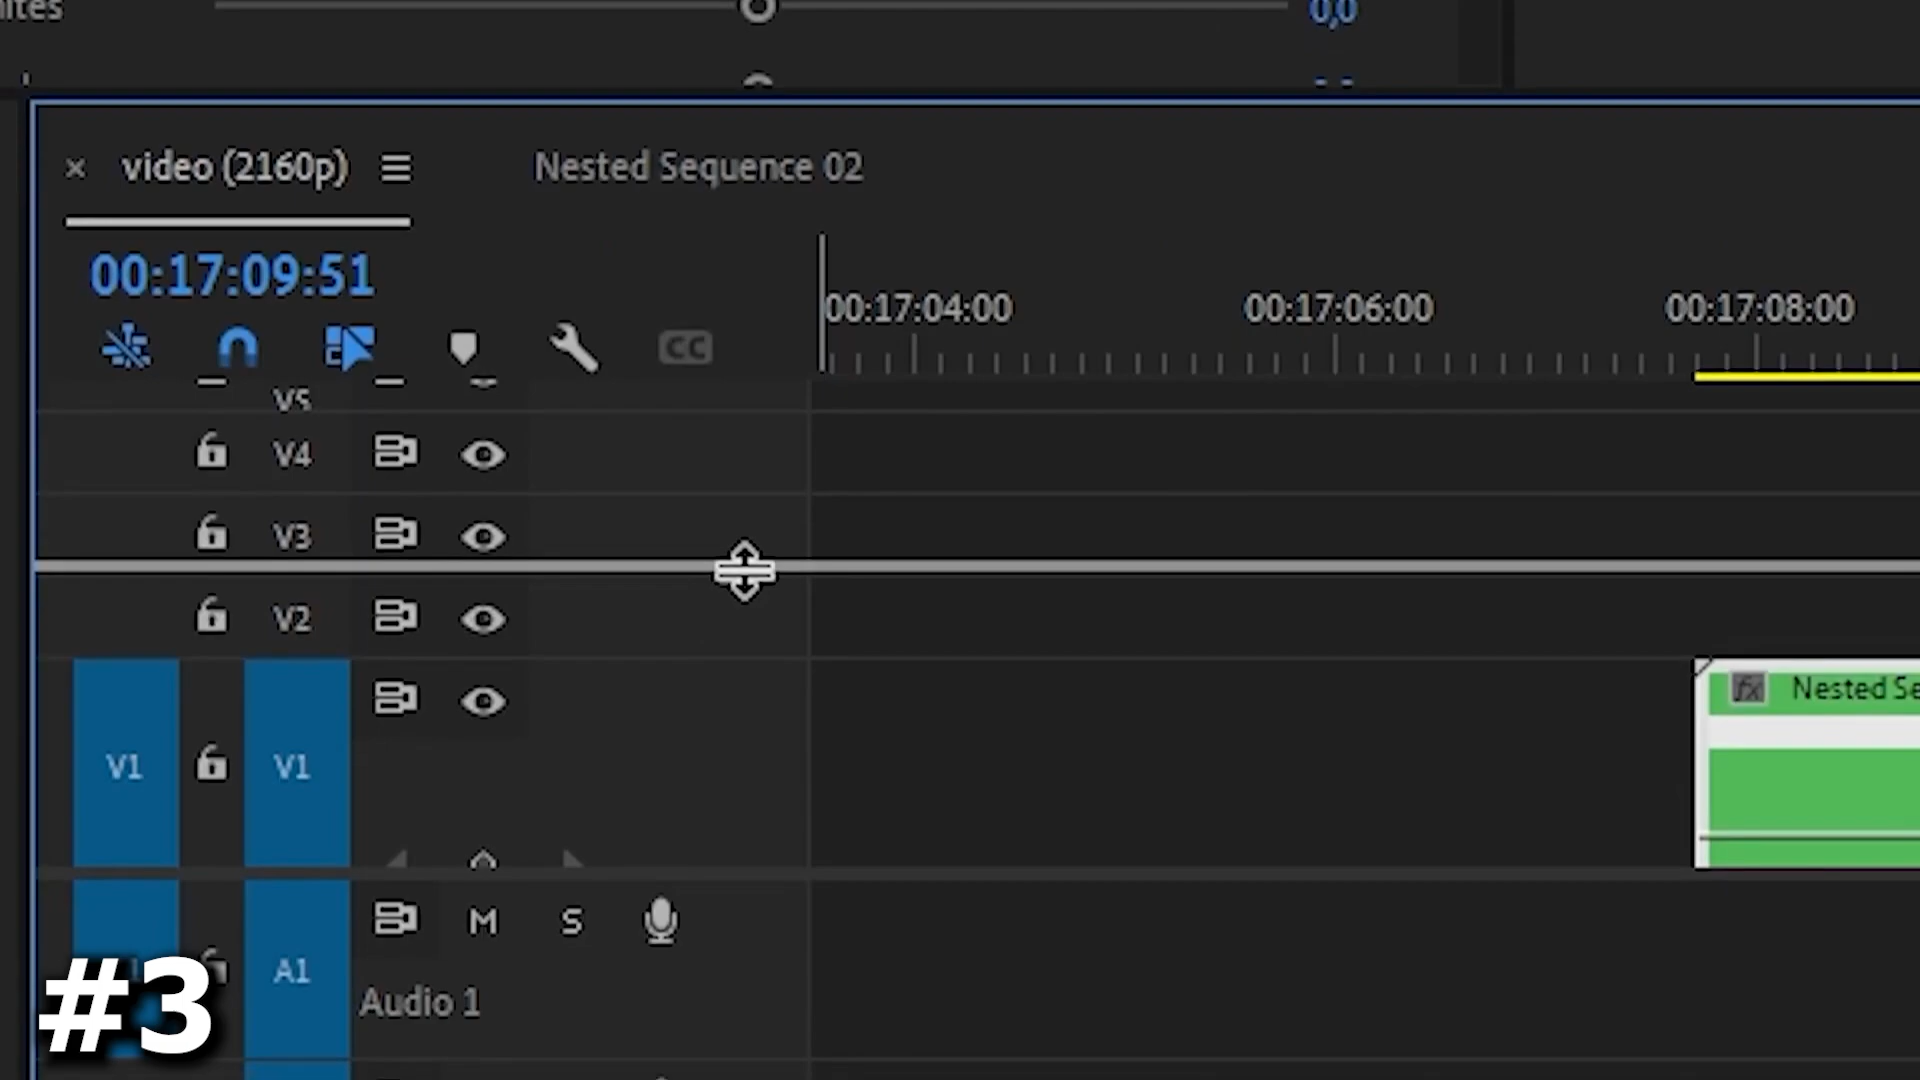 0,0
× video (2160p) Nested Sequence 02
00:17:09:51
00:17:04:00 00:17:06:00 00:17:08:00
CC
V5
V4
V3
V2
fx Nested Se
V1 V1
M S
A1
Audio 1
#3